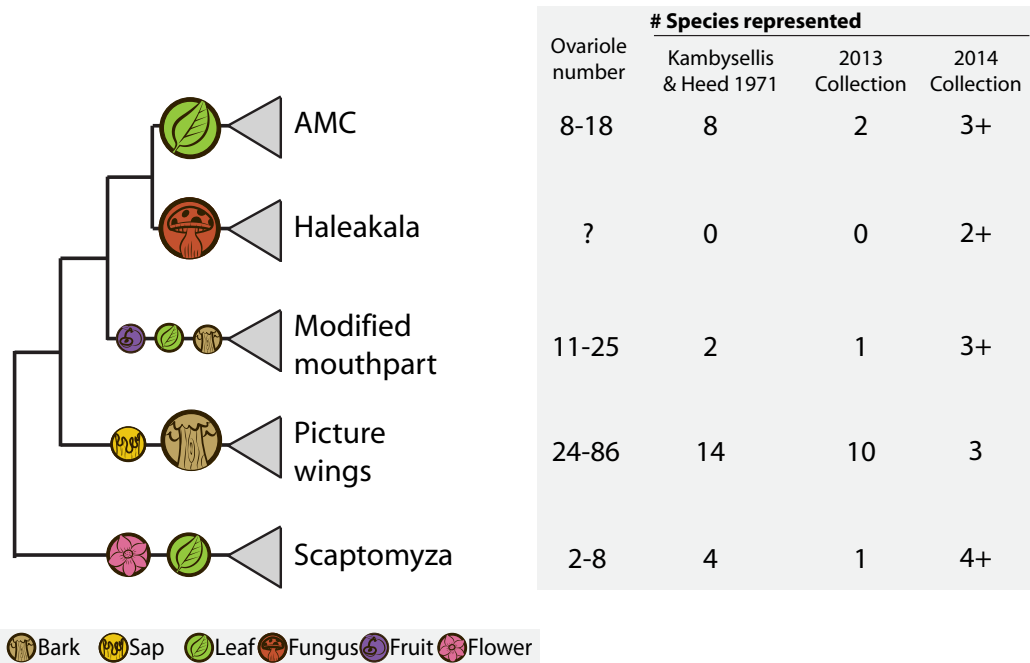 # Species represented
Ovariole number
Kambysellis & Heed 1971
2013 Collection
2014 Collection
AMC 8-18 8 2 3+
Haleakala ? 0 0 2+
Modified mouthpart 11-25 2 1 3+
Picture wings 24-86 14 10 3
Scaptomyza 2-8 4 1 4+
Bark Sap Leaf Fungus Fruit Flower